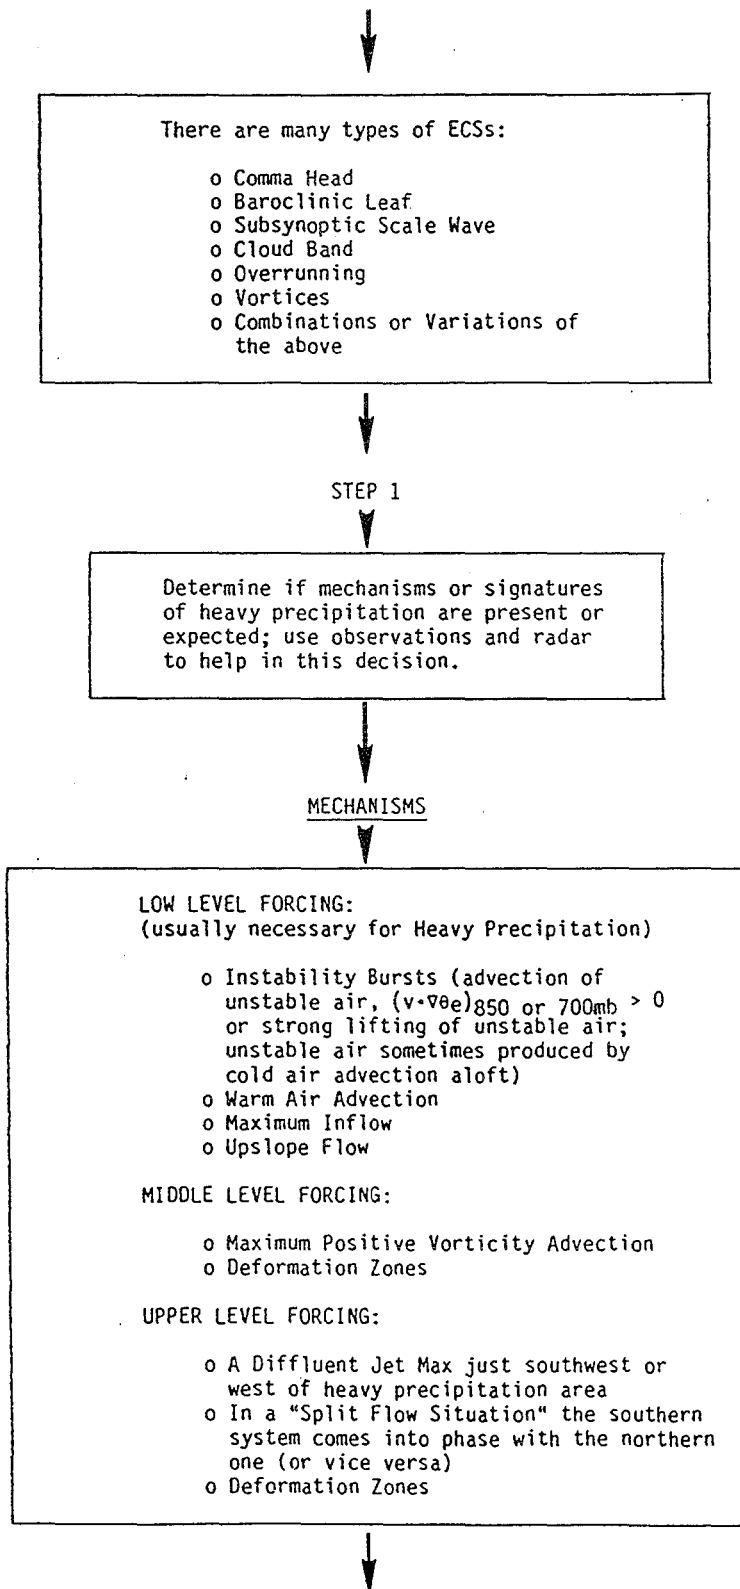 There are many types of ECSs:
o Comma Head
o Baroclinic Leaf
o Subsynoptic Scale Wave
o Cloud Band
o Overrunning
o Vortices
o Combinations or Variations of
the above
STEP 1
Determine if mechanisms or signatures
of heavy precipitation are present or
expected; use observations and radar
to help in this decision.
MECHANISMS
LOW LEVEL FORCING:
(usually necessary for Heavy Precipitation)
o Instability Bursts (advection of
unstable air, (v·∇θe)850 or 700mb > 0
or strong lifting of unstable air;
unstable air sometimes produced by
cold air advection aloft)
o Warm Air Advection
o Maximum Inflow
o Upslope Flow
MIDDLE LEVEL FORCING:
o Maximum Positive Vorticity Advection
o Deformation Zones
UPPER LEVEL FORCING:
o A Diffluent Jet Max just southwest or
west of heavy precipitation area
o In a "Split Flow Situation" the southern
system comes into phase with the northern
one (or vice versa)
o Deformation Zones